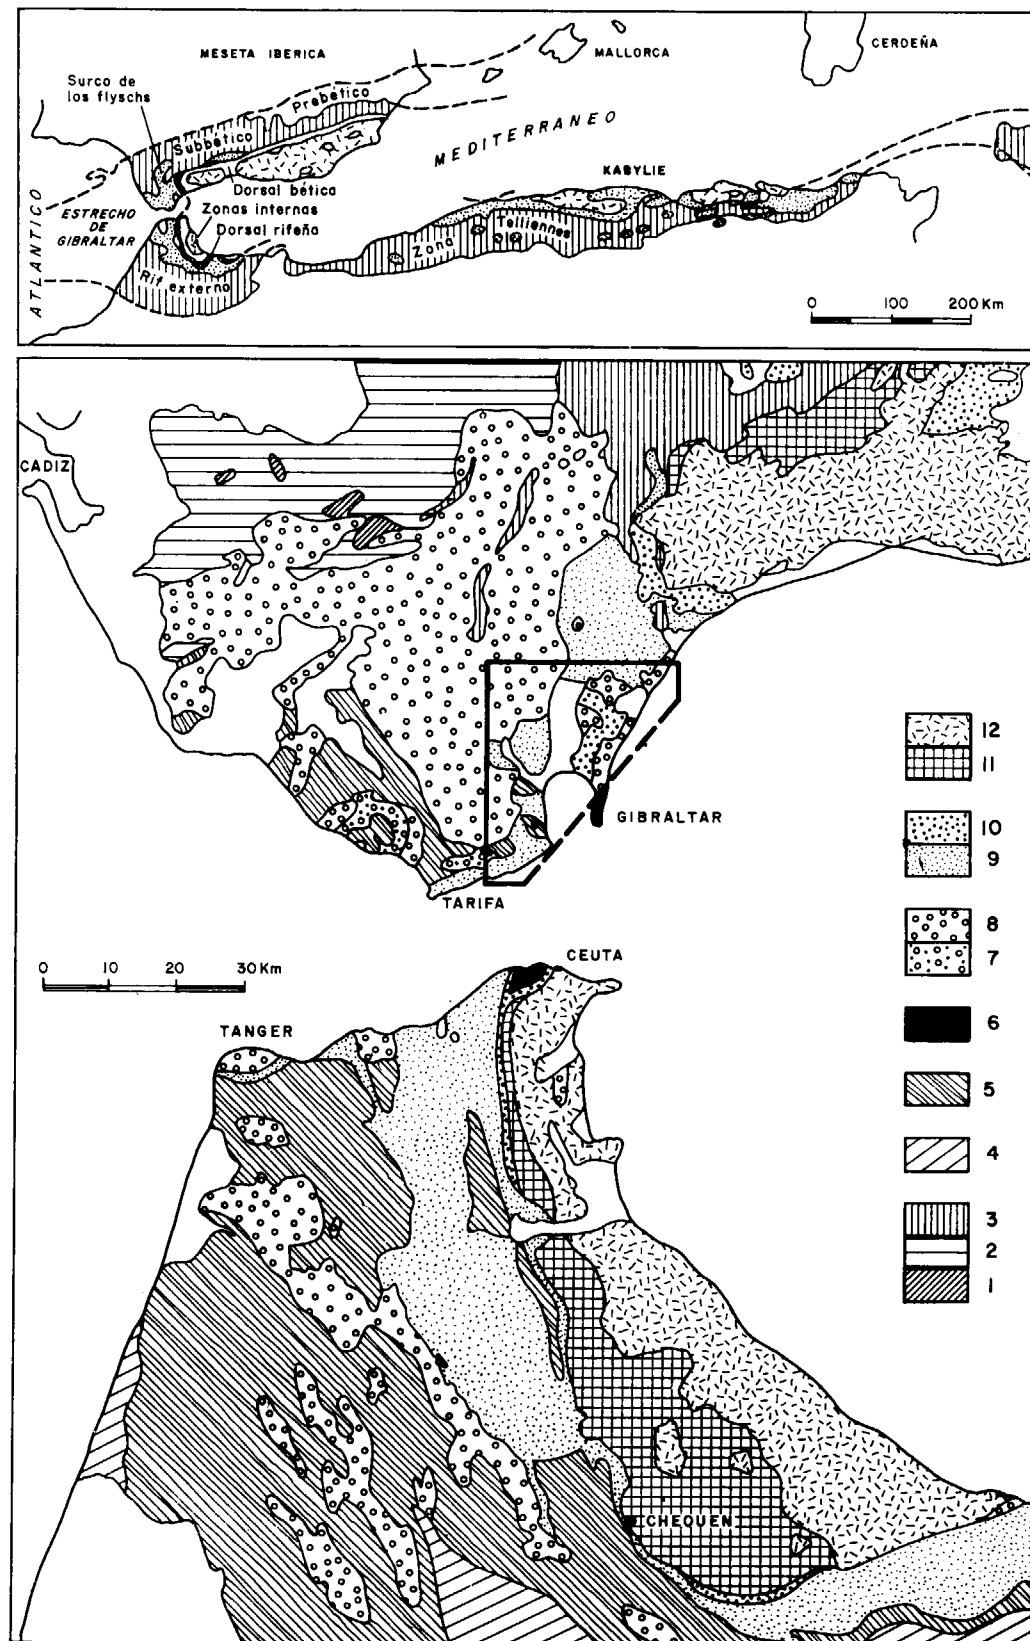 MESETA IBERICA
MALLORCA
CERDEÑA
Surco de
los flyschs
Prebético
Subbético
MEDITERRANEO
KABYLIE
Dorsal bética
Zonas internas
Dorsal rifeña
ESTRECHO
DE
GIBRALTAR
ATLANTICO
Zona Telliennes
Rif externo
0 100 200 Km
CADIZ
GIBRALTAR
TARIFA
12
11
10
9
8
7
6
5
4
3
2
1
CEUTA
0 10 20 30 Km
TANGER
CHEQUEN